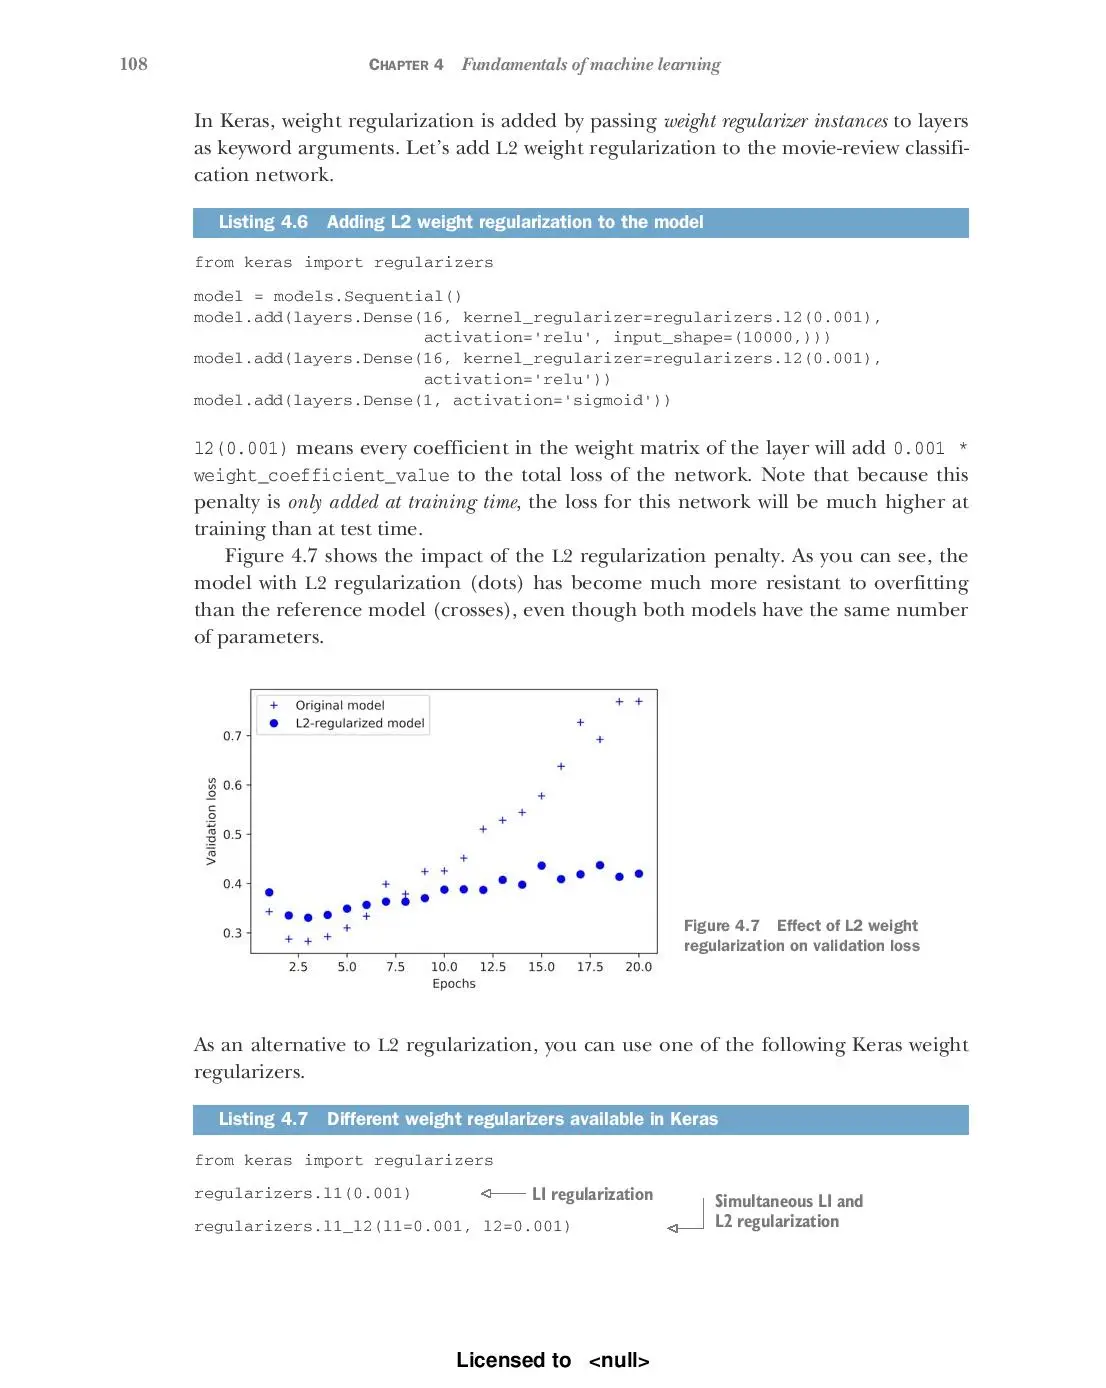 108 CHAPTER 4 Fundamentals of machine learning
In Keras, weight regularization is added by passing weight regularizer instances to layers
as keyword arguments. Let's add L2 weight regularization to the movie-review classifi-
cation network.
Listing 4.6 Adding L2 weight regularization to the model
from keras import regularizers
model = models.Sequential()
model.add(layers.Dense(16, kernel_regularizer=regularizers.l2(0.001),
activation='relu', input_shape=(10000,)))
model.add(layers.Dense(16, kernel_regularizer=regularizers.l2(0.001),
activation='relu'))
model.add(layers.Dense(1, activation='sigmoid'))
l2(0.001) means every coefficient in the weight matrix of the layer will add 0.001 *
weight_coefficient_value to the total loss of the network. Note that because this
penalty is only added at training time, the loss for this network will be much higher at
training than at test time.
Figure 4.7 shows the impact of the L2 regularization penalty. As you can see, the
model with L2 regularization (dots) has become much more resistant to overfitting
than the reference model (crosses), even though both models have the same number
of parameters.
Original model
L2-regularized model
Validation loss
0.7
0.6
0.5
0.4
0.3
2.5 5.0 7.5 10.0 12.5 15.0 17.5 20.0
Epochs
Figure 4.7 Effect of L2 weight
regularization on validation loss
As an alternative to L2 regularization, you can use one of the following Keras weight
regularizers.
Listing 4.7 Different weight regularizers available in Keras
from keras import regularizers
regularizers.l1(0.001)
L1 regularization
regularizers.l1_l2(l1=0.001, l2=0.001)
Simultaneous L1 and
L2 regularization
Licensed to <null>